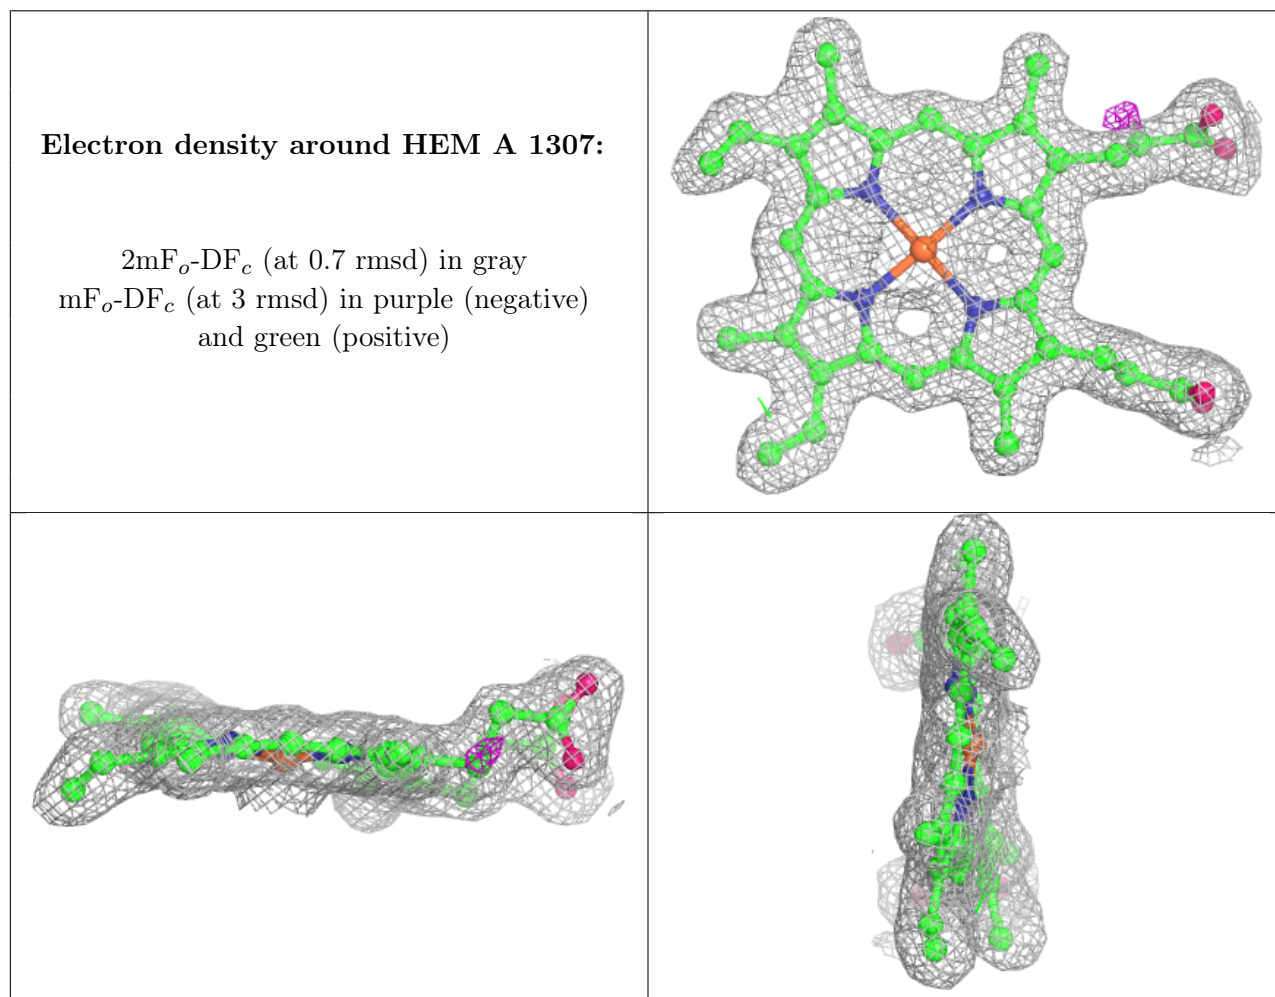 Electron density around HEM A 1307:
2mFo-DFc (at 0.7 rmsd) in gray
mFo-DFc (at 3 rmsd) in purple (negative)
and green (positive)